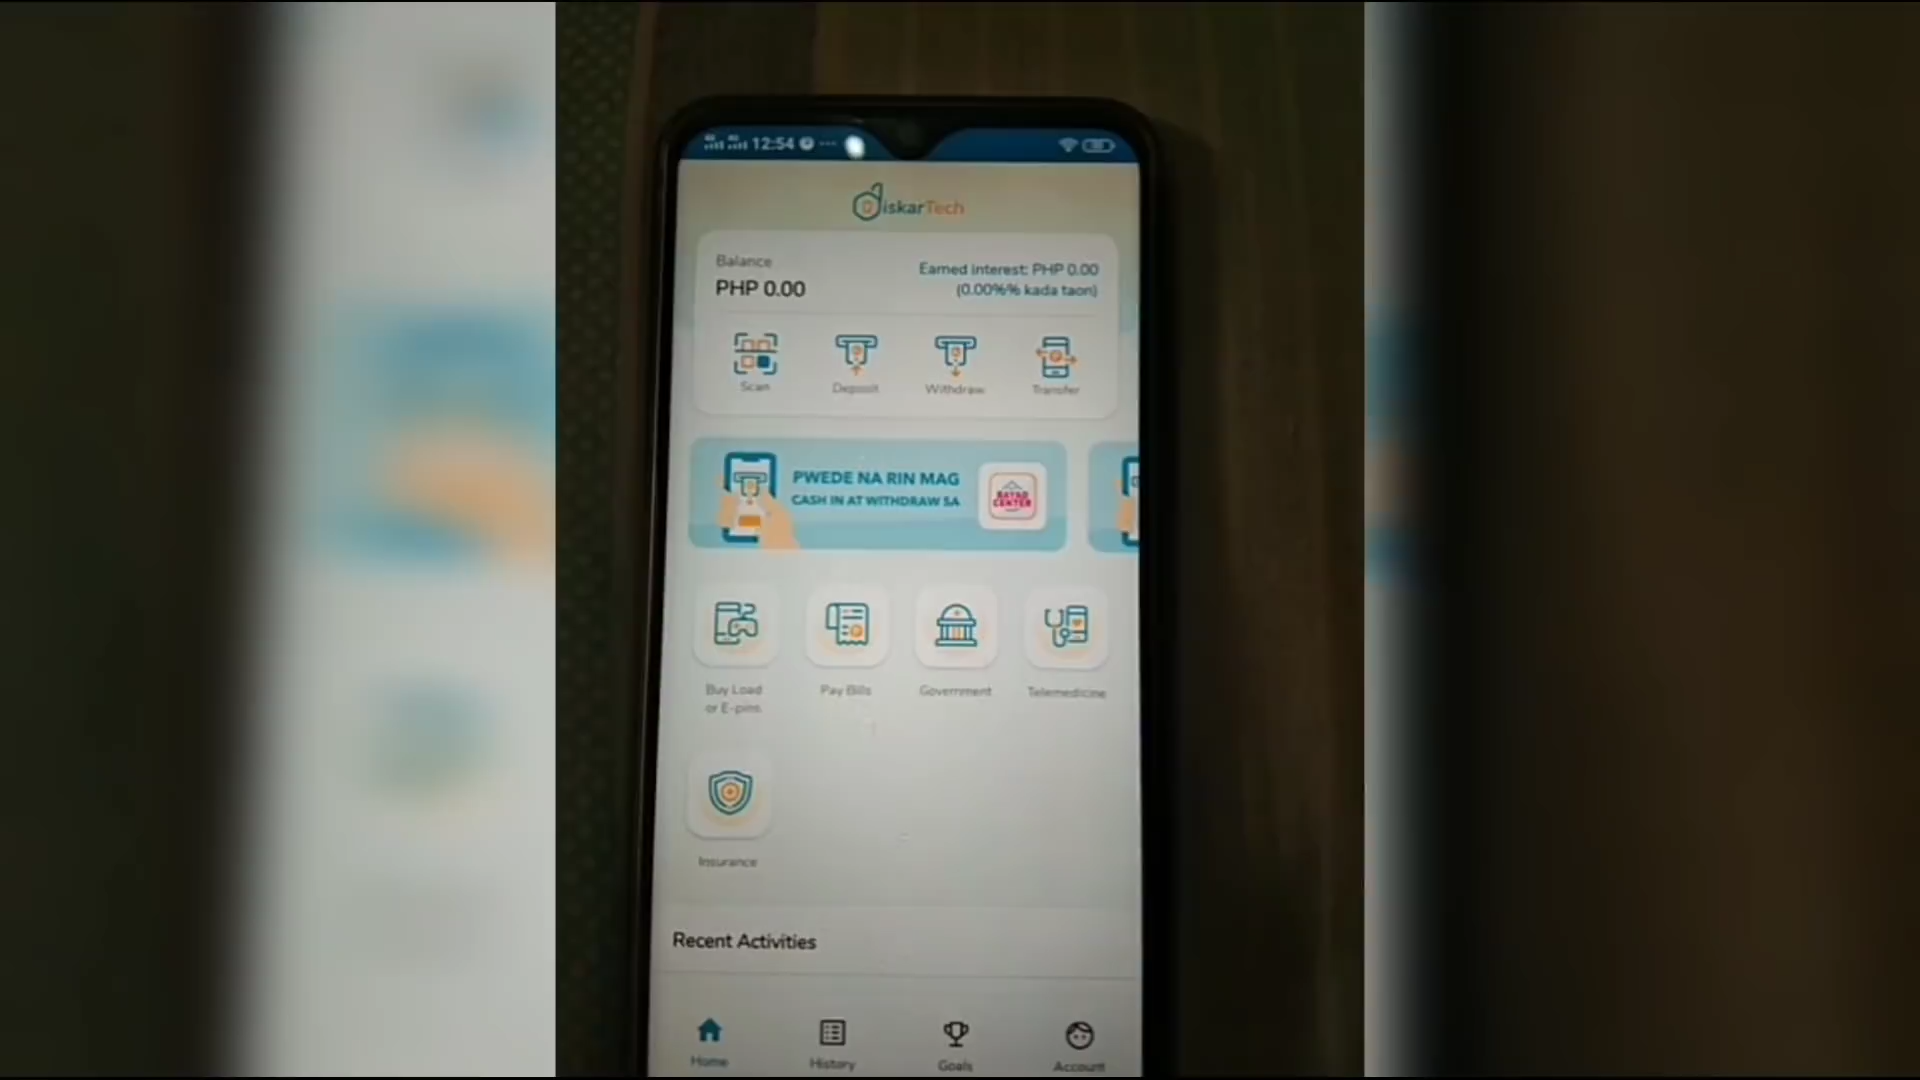 12:54
diskarTech
Balance
PHP 0.00
Earned interest: PHP 0.00
(0.00%% kada taon)
Scan
Deposit
Withdraw
Transfer
PWEDE NA RIN MAG
CASH IN AT WITHDRAW SA
BAYAD
CENTER
Buy Load
or E-pins
Pay Bills
Government
Telemedicine
Insurance
Recent Activities
Home
History
Goals
Account